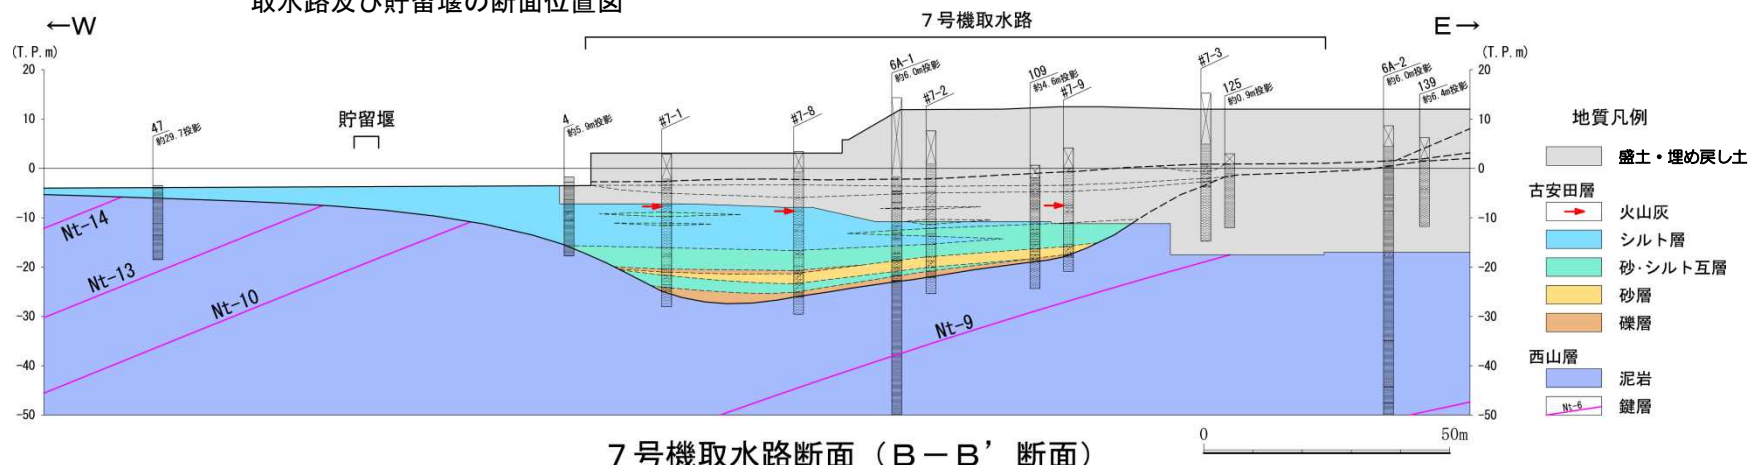 取水路及び貯留堰の断面位置図
←W
7号機取水路
E→
(T.P.m)
(T.P.m)
20
10
0
-10
-20
-30
-40
-50
47
約29.7投影
貯留堰
4
約5.9m投影
#7-1
#7-8
6A-1
約6.0m投影
#7-2
109
約4.6m投影
#7-9
#7-3
125
約0.9m投影
6A-2
約6.0m投影
139
約6.4m投影
20
10
0
-10
-20
-30
-40
-50
Nt-14
Nt-13
Nt-10
Nt-9
地質凡例
盛土・埋め戻し土
古安田層
火山灰
シルト層
砂・シルト互層
砂層
礫層
西山層
泥岩
Nt-6 鍵層
0 50m
7号機取水路断面（B－B’断面）